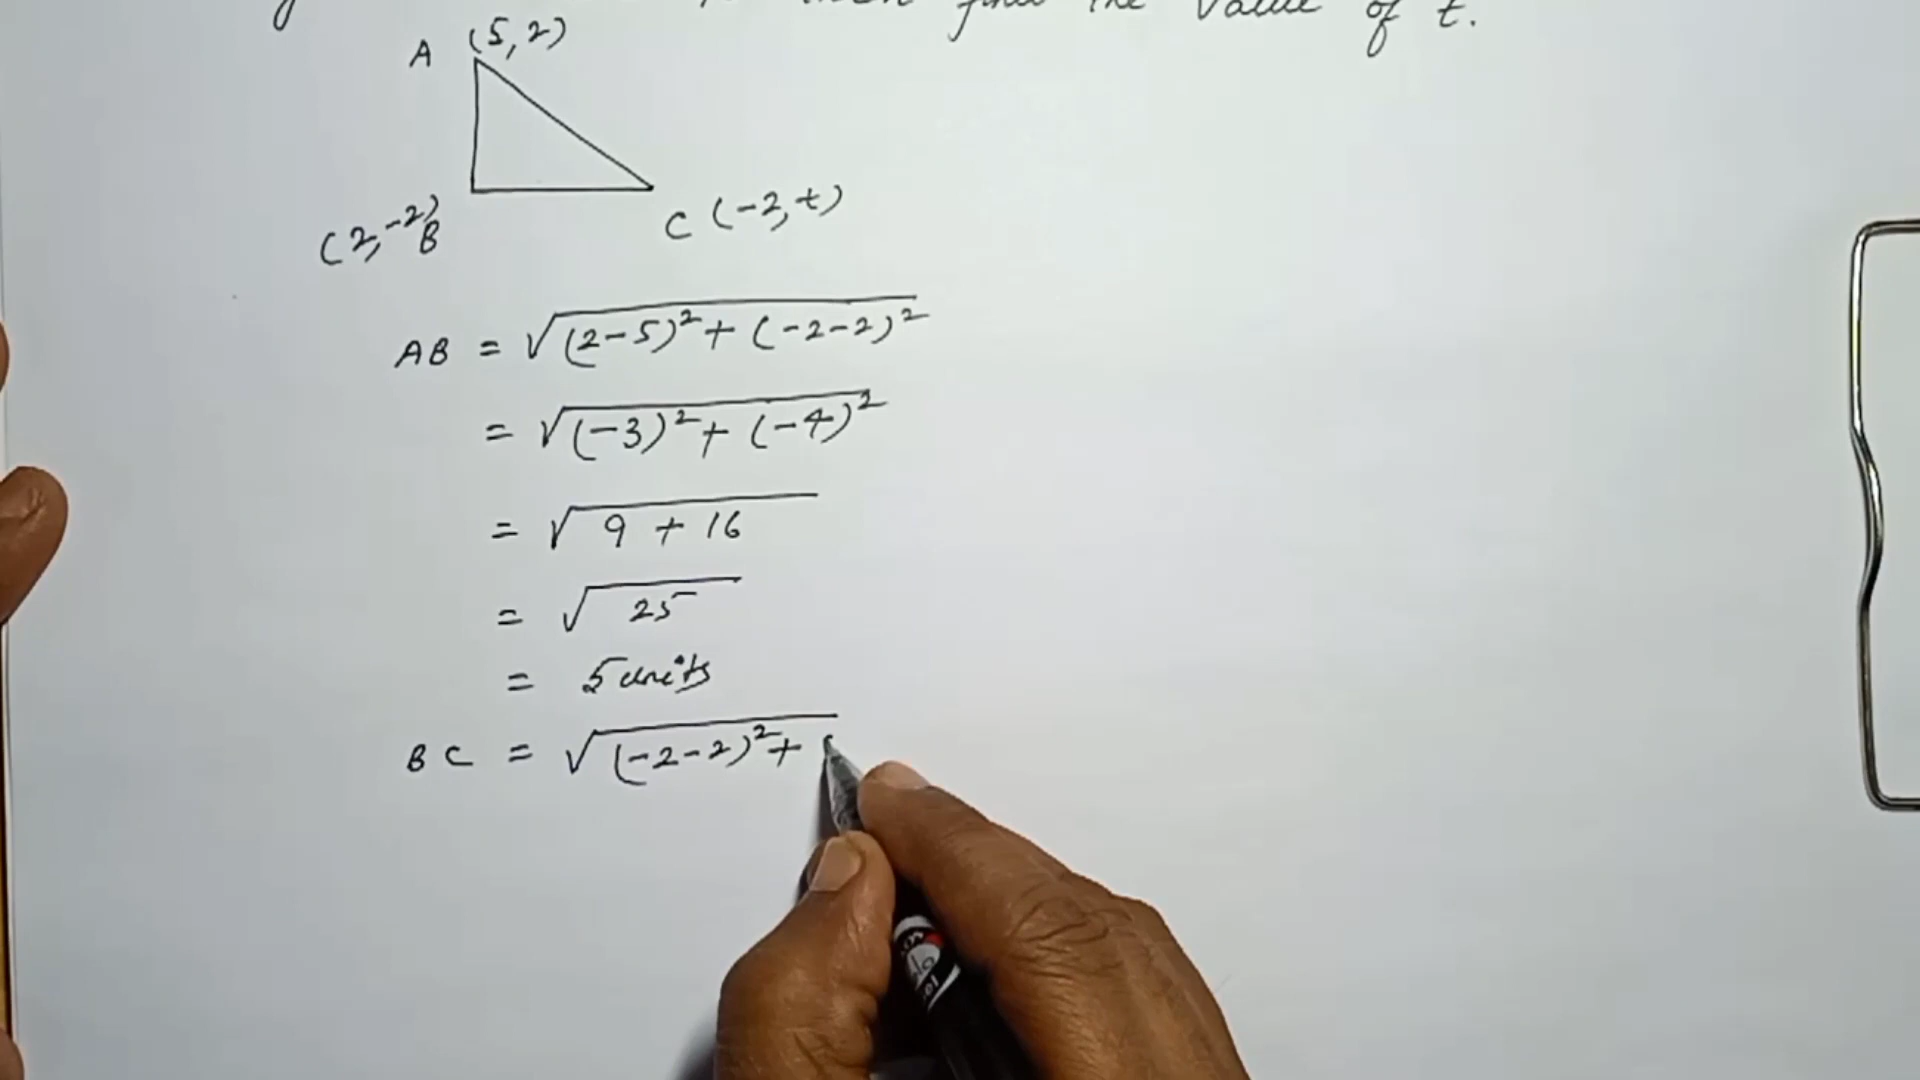 find the value of t.
A (5,2)
(2,-2) B
C (-2,t)
AB = √(2-5)²+(-2-2)²
= √(-3)²+(-4)²
= √9+16
= √25
= 5 units
BC = √(-2-2)²+